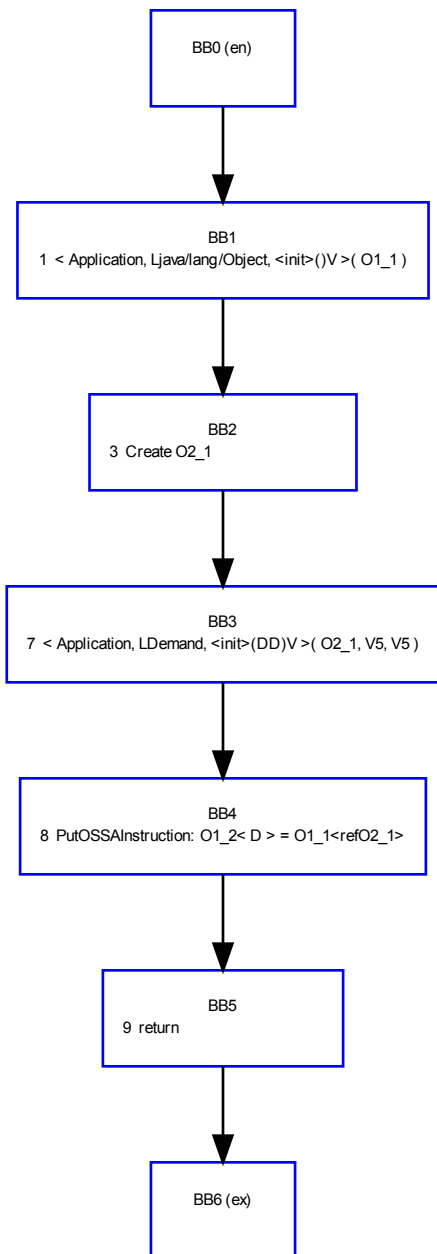 BB0 (en)
BB1
1 < Application, Ljava/lang/Object, <init>()V >( O1_1 )
BB2
3 Create O2_1
BB3
7 < Application, LDemand, <init>(DD)V >( O2_1, V5, V5 )
BB4
8 PutOSSAInstruction: O1_2< D > = O1_1<refO2_1>
BB5
9 return
BB6 (ex)